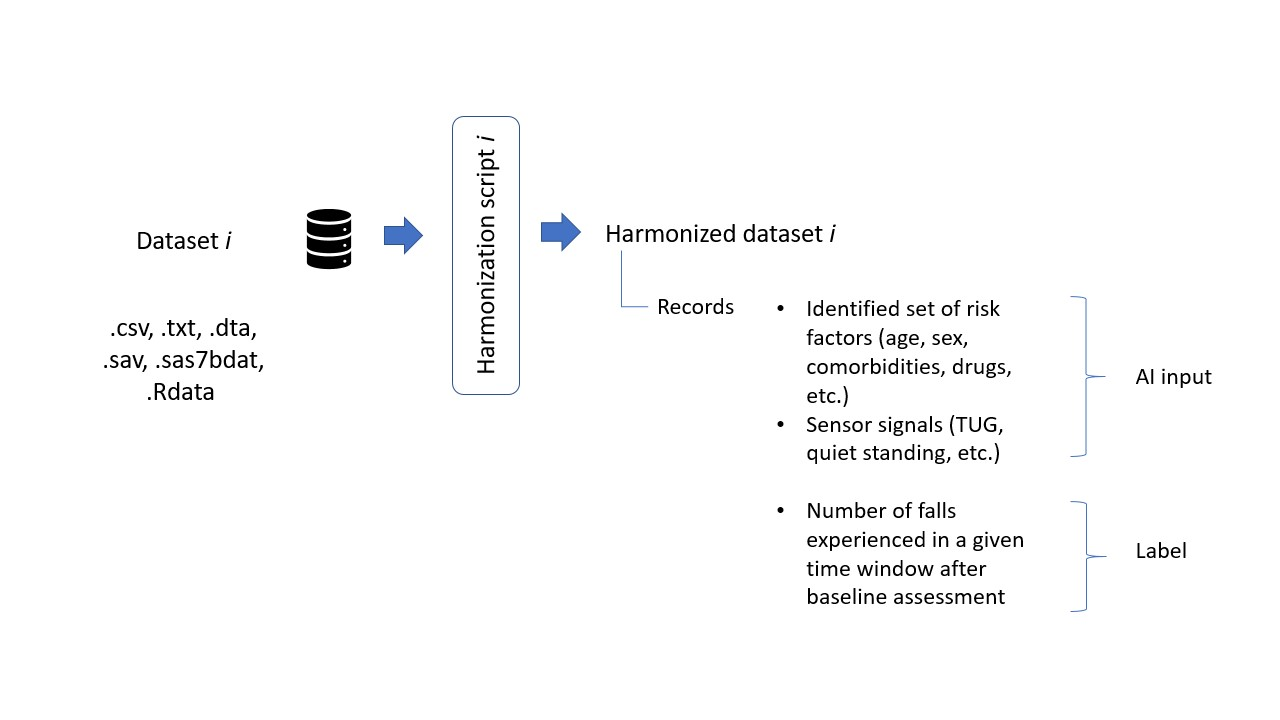 Dataset i
.csv, .txt, .dta,
.sav, .sas7bdat,
.Rdata
Harmonization script i
Harmonized dataset i
Records
• Identified set of risk
factors (age, sex,
comorbidities, drugs,
etc.)
• Sensor signals (TUG,
quiet standing, etc.)
AI input
• Number of falls
experienced in a given
time window after
baseline assessment
Label